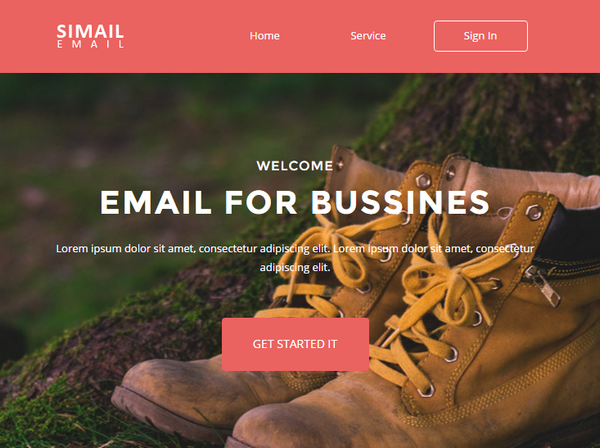 SIMAIL
EMAIL
Home
Service
Sign In
WELCOME
EMAIL FOR BUSSINES
Lorem ipsum dolor sit amet, consectetur adipiscing elit. Lorem ipsum dolor sit amet, consectetur
adipiscing elit.
GET STARTED IT